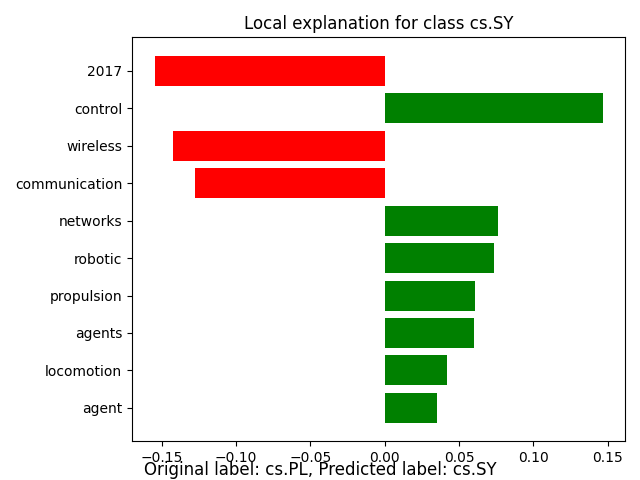 Local explanation for class cs.SY
2017
control
wireless
communication
networks
robotic
propulsion
agents
locomotion
agent
−0.15 −0.10 −0.05 0.00 0.05 0.10 0.15
Original label: cs.PL, Predicted label: cs.SY